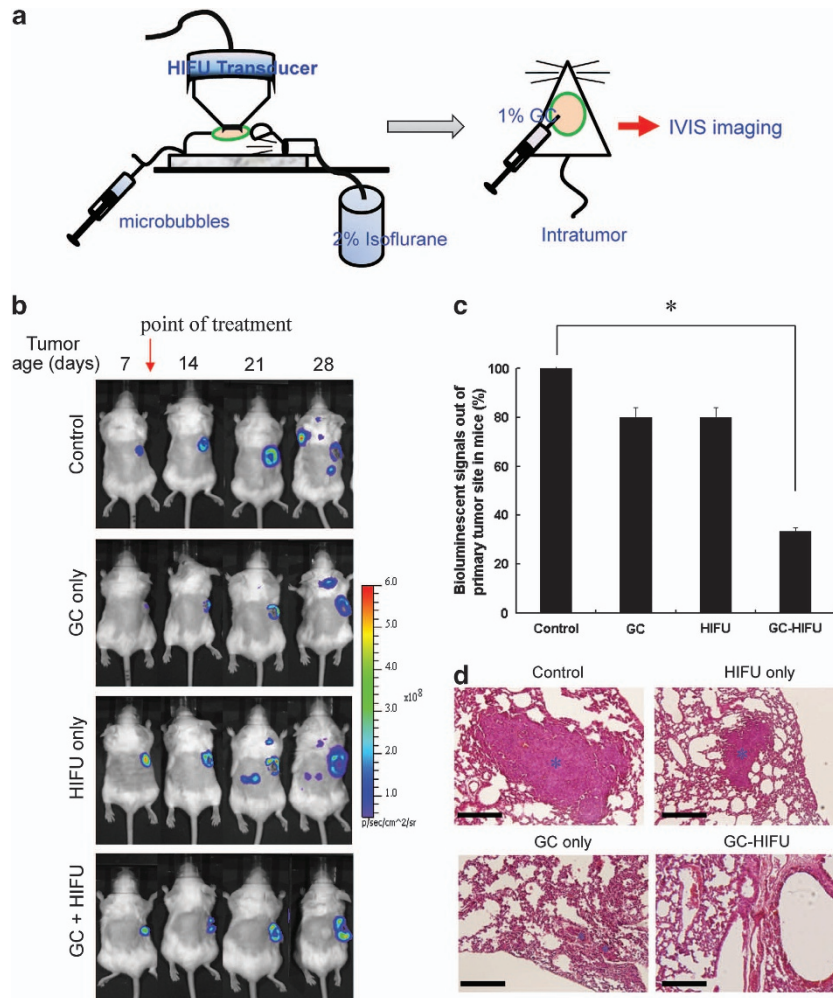 a
HIFU Transducer
microbubbles
2% Isoflurane
1% GC
IVIS imaging
Intratumor
b
point of treatment
Tumor
age (days) 7 14 21 28
Control
GC only
HIFU only
GC + HIFU
6.0
5.0
4.0
3.0
2.0
1.0
x10⁸
p/sec/cm^2/sr
c
*
Bioluminescent signals out of
primary tumor site in mice (%)
100
80
60
40
20
0
Control GC HIFU GC-HIFU
d
Control HIFU only
* *
GC only GC-HIFU
* *